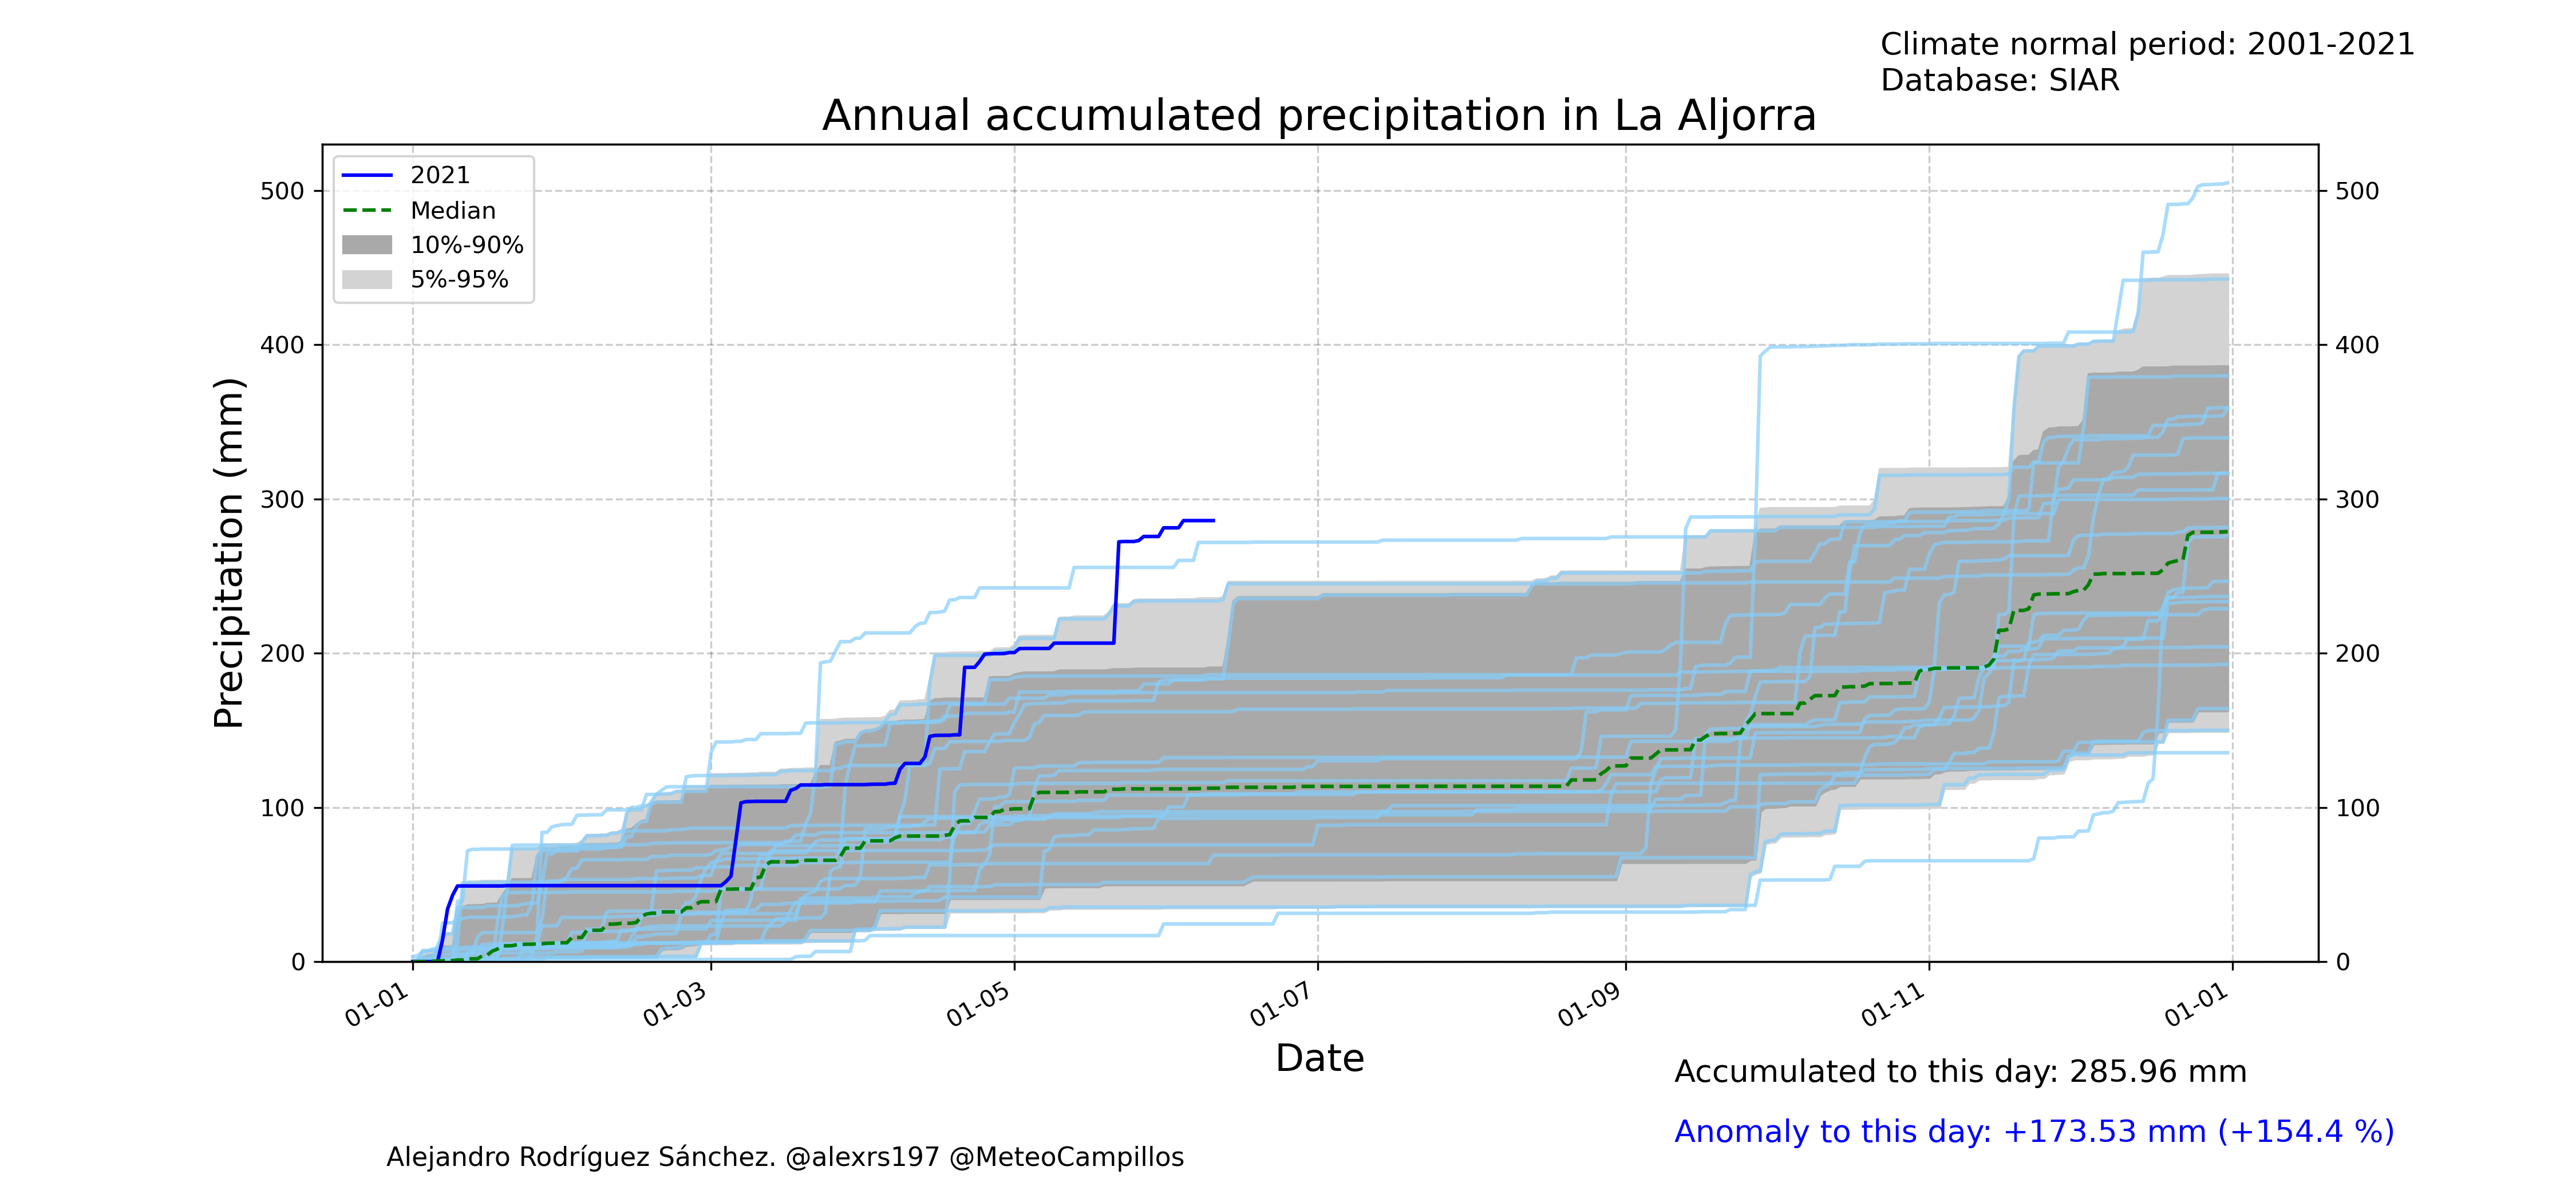 Climate normal period: 2001-2021
Database: SIAR
Annual accumulated precipitation in La Aljorra
2021
Median
10%-90%
5%-95%
Precipitation (mm)
500
400
300
200
100
0
500
400
300
200
100
0
01-01
01-03
01-05
01-07
01-09
01-11
01-01
Date
Accumulated to this day: 285.96 mm
Anomaly to this day: +173.53 mm (+154.4 %)
Alejandro Rodríguez Sánchez. @alexrs197 @MeteoCampillos